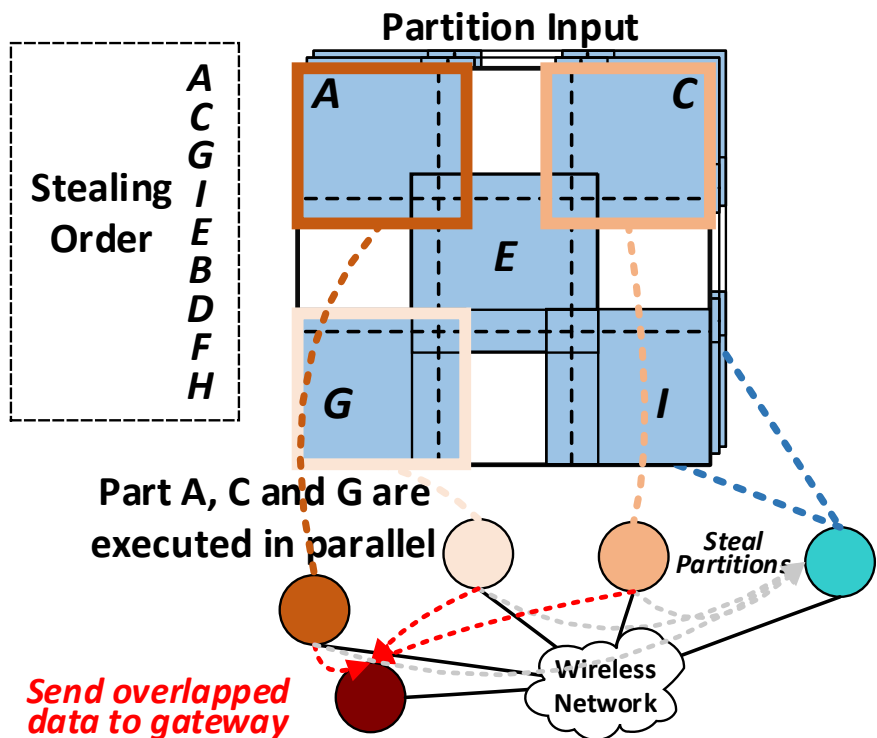 Partition Input
Stealing
Order
A
C
G
I
E
B
D
F
H
A
C
E
G
I
Part A, C and G are
executed in parallel
Steal
Partitions
Wireless
Network
Send overlapped
data to gateway